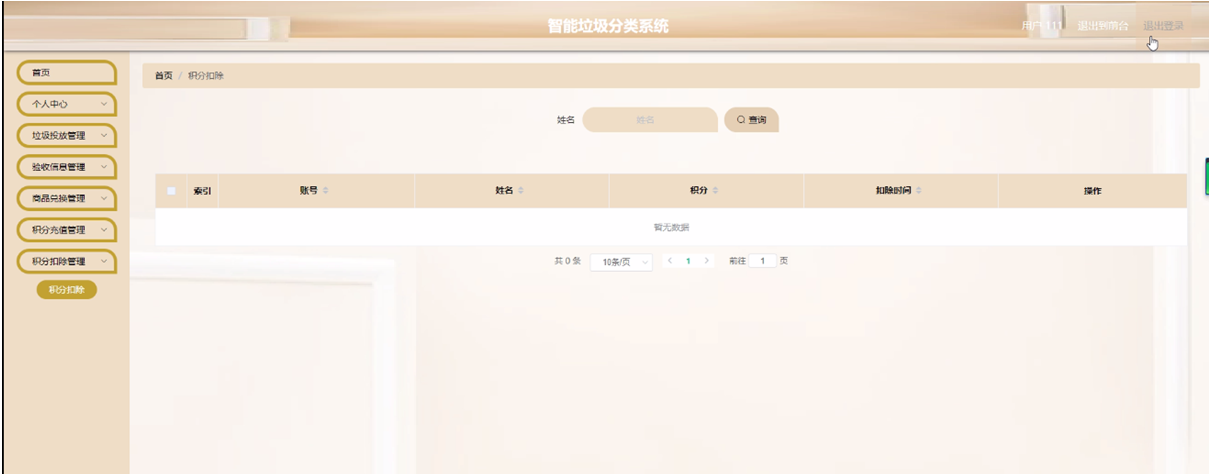 智能垃圾分类系统
用户 111 退出到前台 退出登录
首页
个人中心
垃圾投放管理
验收信息管理
商品兑换管理
积分充值管理
积分扣除管理
积分扣除
首页 / 积分扣除
姓名 姓名 查询
索引 账号 姓名 积分 扣除时间 操作
暂无数据
共 0 条 10条/页 1 前往 1 页